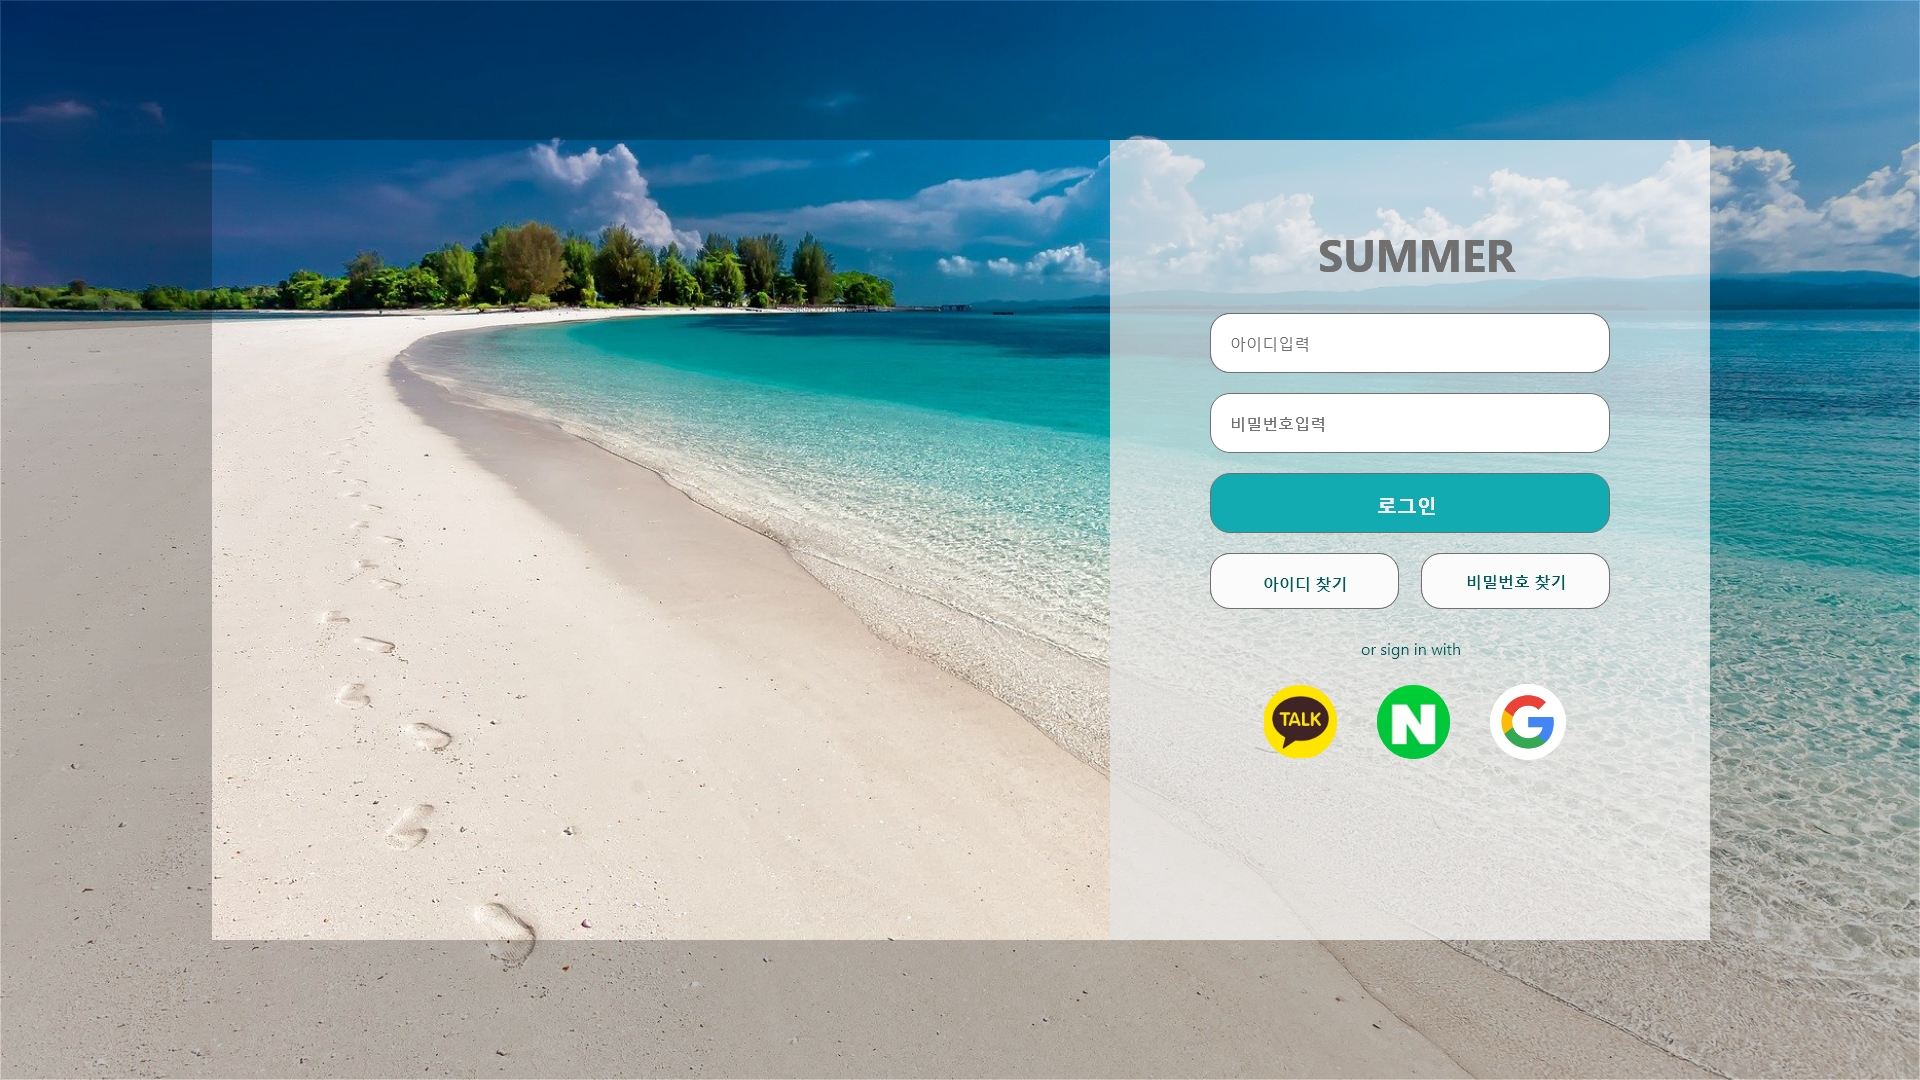 SUMMER
아이디입력
비밀번호입력
로그인
아이디 찾기
비밀번호 찾기
or sign in with
TALK
N
G